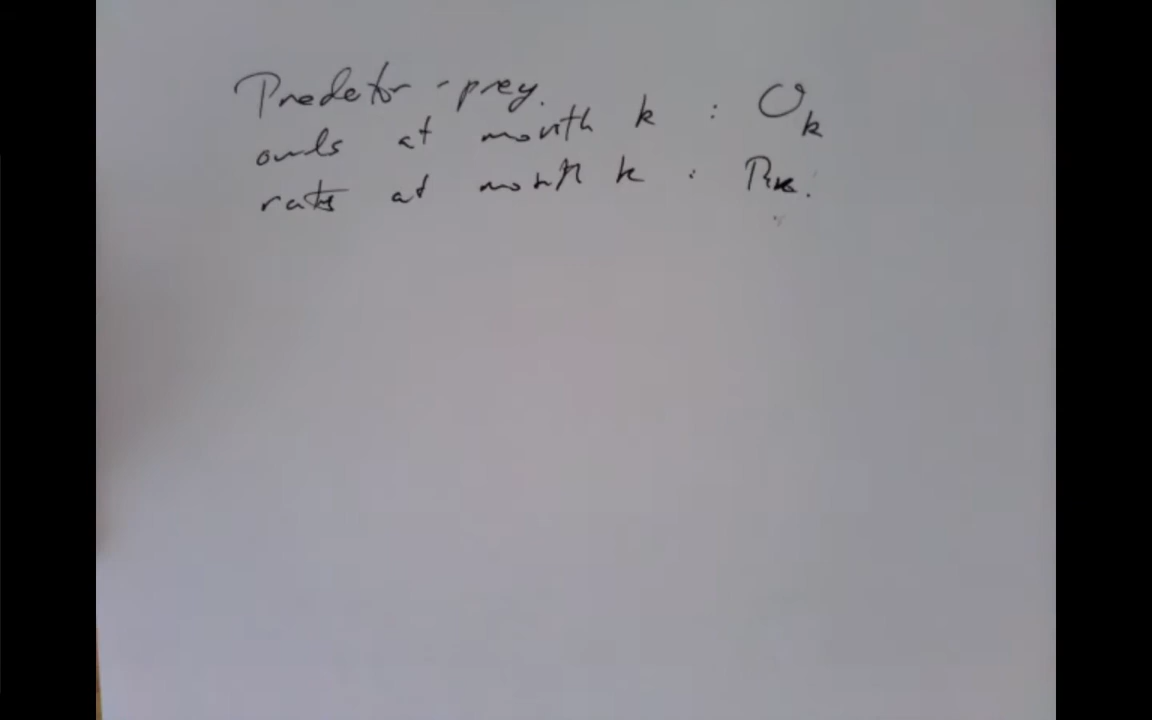 Predator - prey.
owls at month k : O_k
rats at month k : R_k.